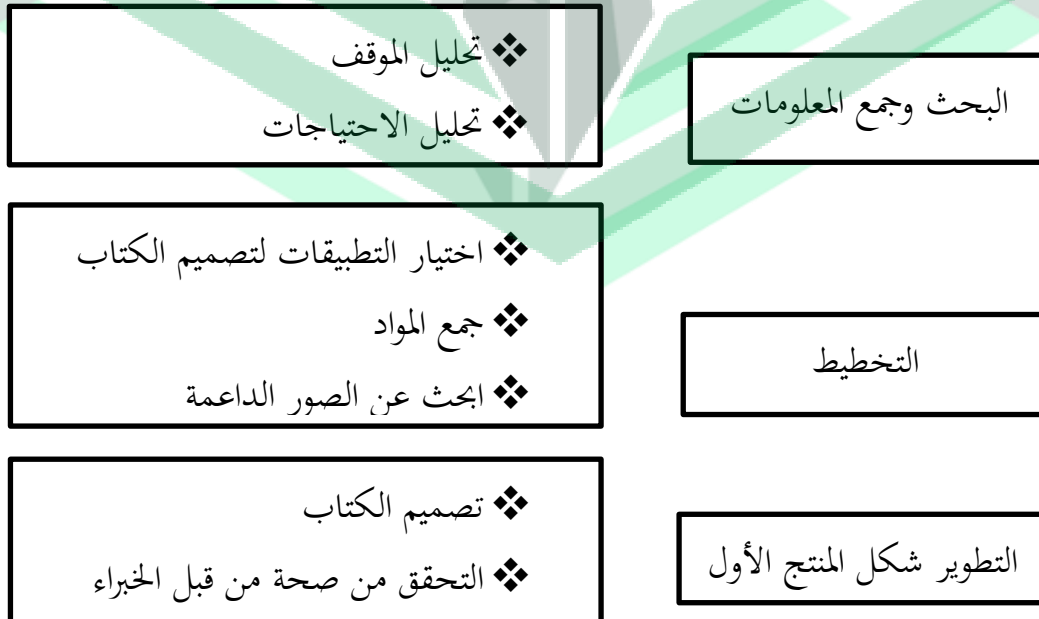 البحث وجمع المعلومات
❖ تحليل الموقف
❖ تحليل الاحتياجات
التخطيط
❖ اختيار التطبيقات لتصميم الكتاب
❖ جمع المواد
❖ ابحث عن الصور الداعمة
التطوير شكل المنتج الأول
❖ تصميم الكتاب
❖ التحقق من صحة من قبل الخبراء